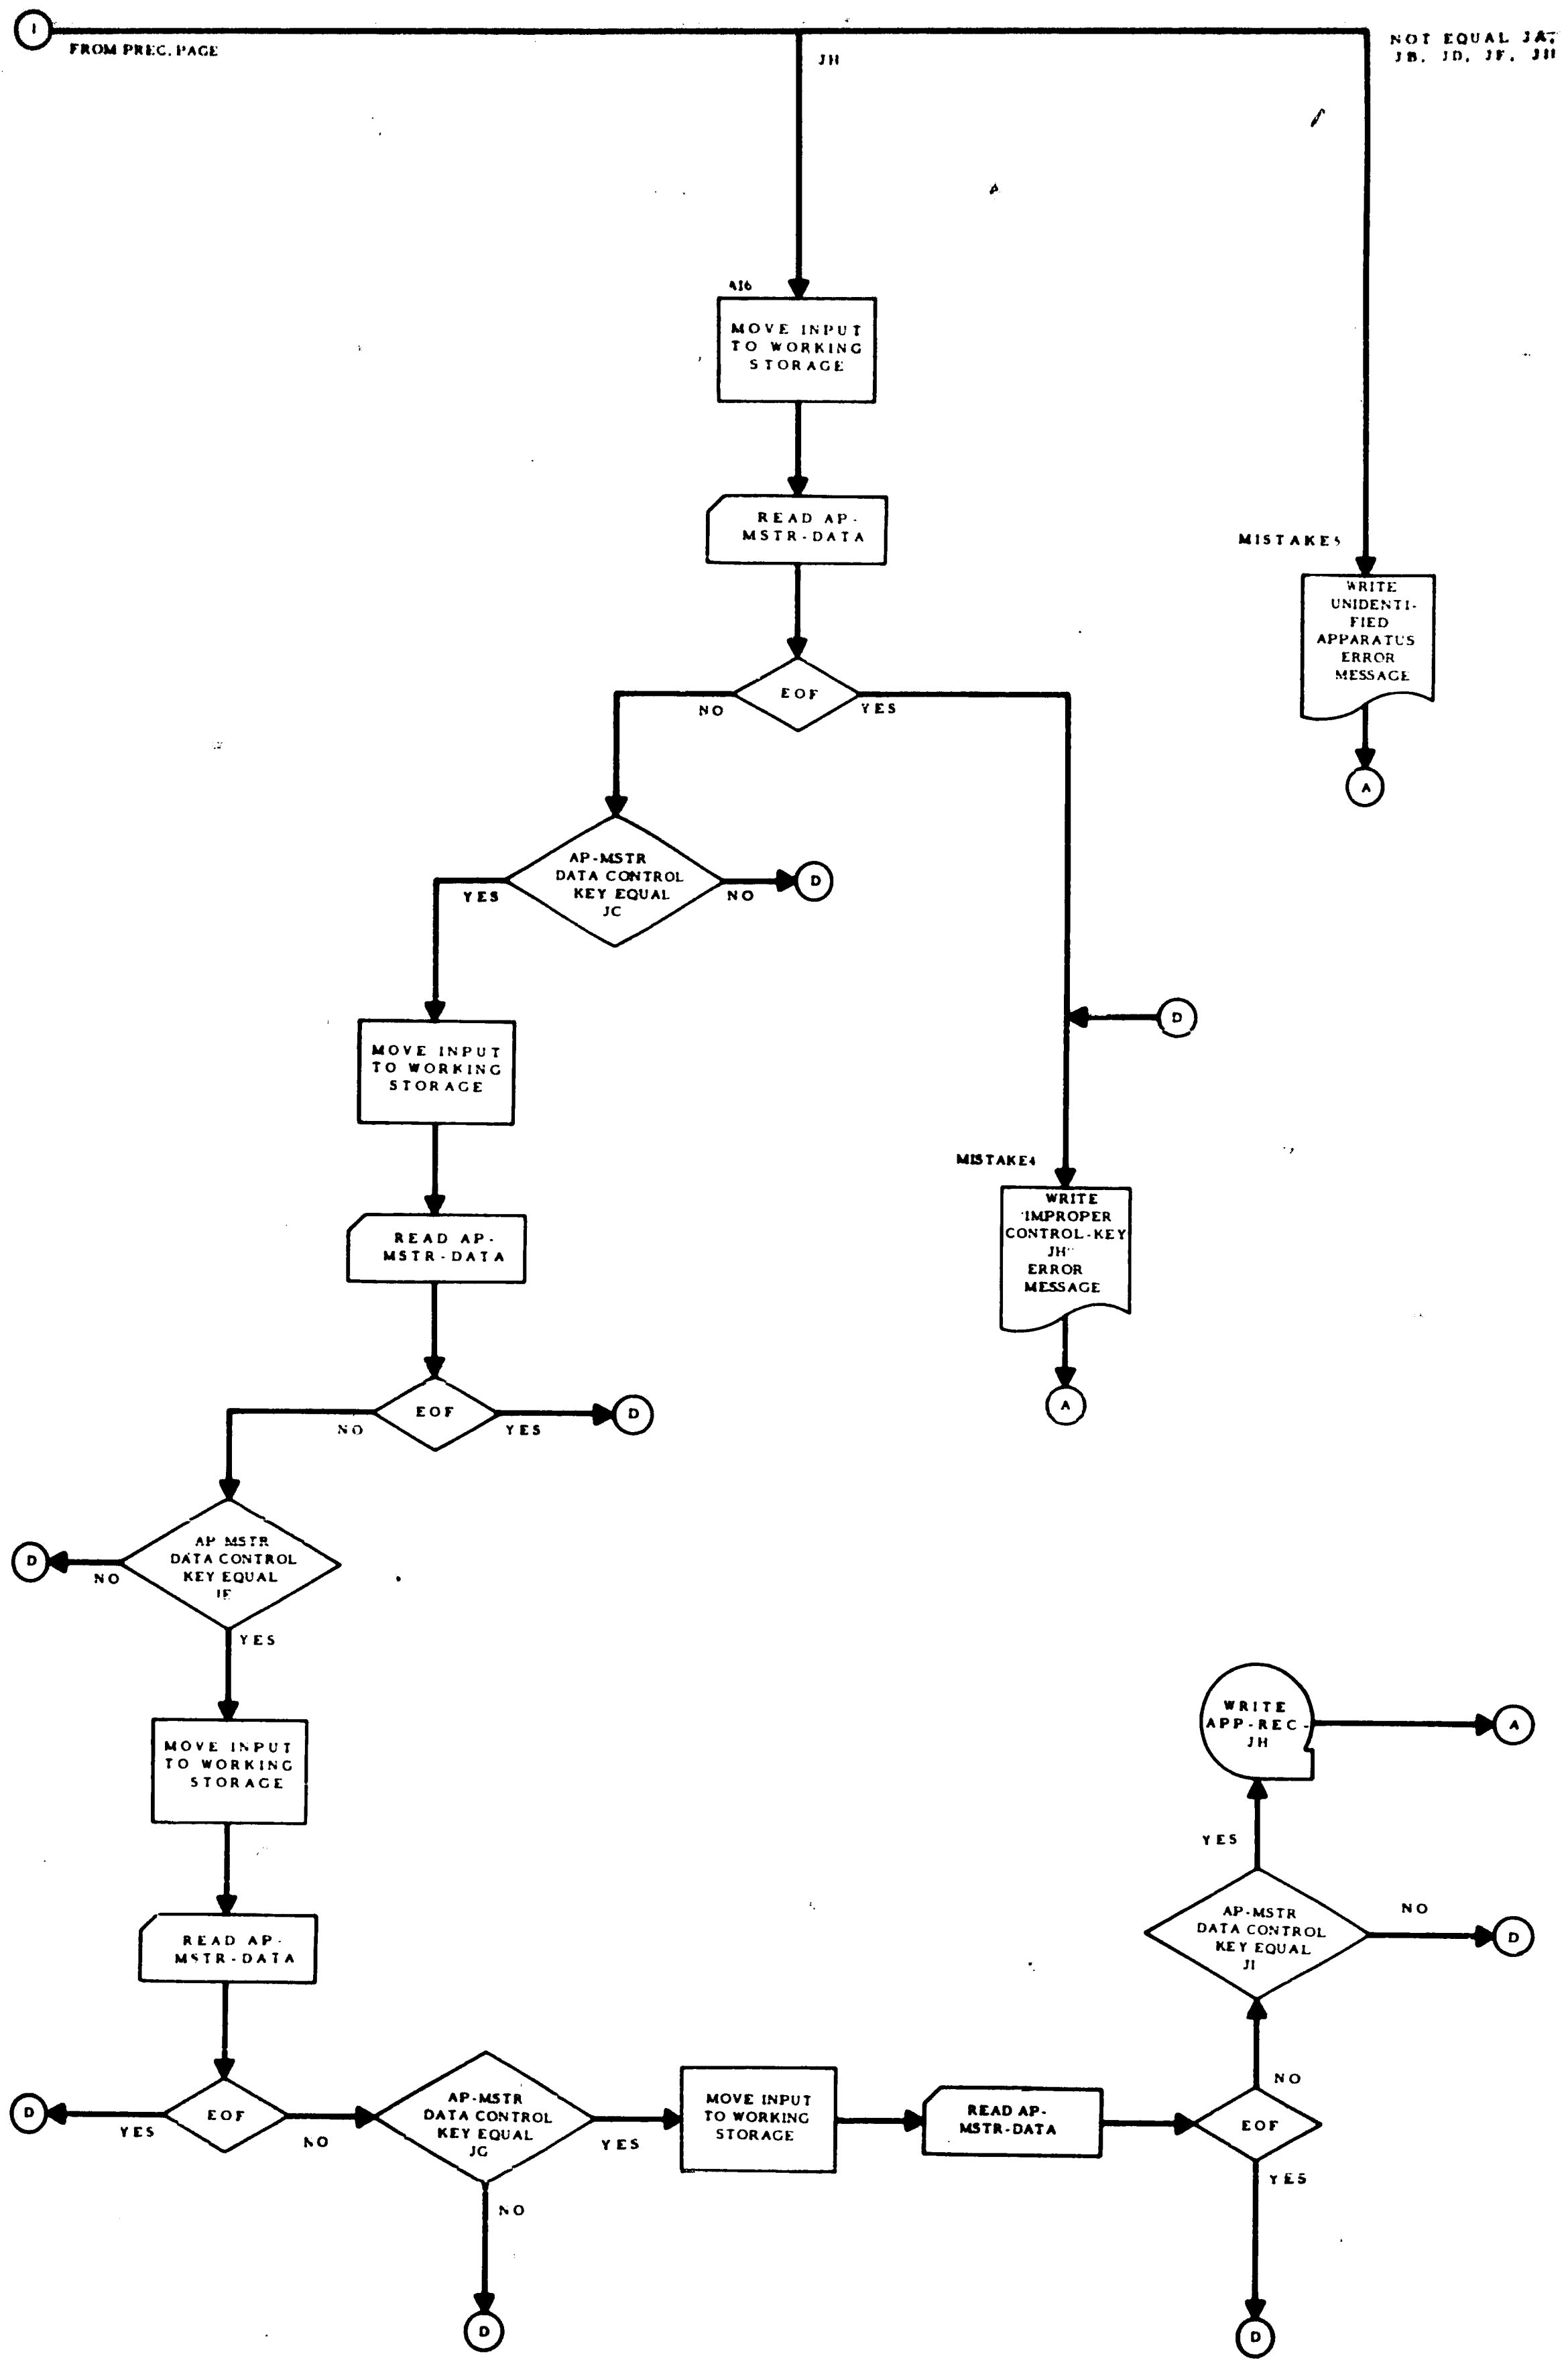 I
FROM PREC. PAGE
JH
NOT EQUAL JA,
JB, JD, JF, JH
A16
MOVE INPUT
TO WORKING
STORAGE
READ AP-
MSTR-DATA
MISTAKE5
WRITE
UNIDENTI-
FIED
APPARATUS
ERROR
MESSAGE
A
EOF
NO
YES
AP-MSTR
DATA CONTROL
KEY EQUAL
JC
YES
NO
D
D
MOVE INPUT
TO WORKING
STORAGE
MISTAKE4
WRITE
"IMPROPER
CONTROL-KEY
JH"
ERROR
MESSAGE
A
READ AP-
MSTR-DATA
EOF
NO
YES
D
AP MSTR
DATA CONTROL
KEY EQUAL
JE
D
NO
YES
MOVE INPUT
TO WORKING
STORAGE
READ AP-
MSTR-DATA
EOF
D
YES
NO
AP-MSTR
DATA CONTROL
KEY EQUAL
JG
YES
NO
D
MOVE INPUT
TO WORKING
STORAGE
READ AP-
MSTR-DATA
EOF
NO
YES
D
AP-MSTR
DATA CONTROL
KEY EQUAL
JI
NO
D
YES
WRITE
APP-REC-
JH
A